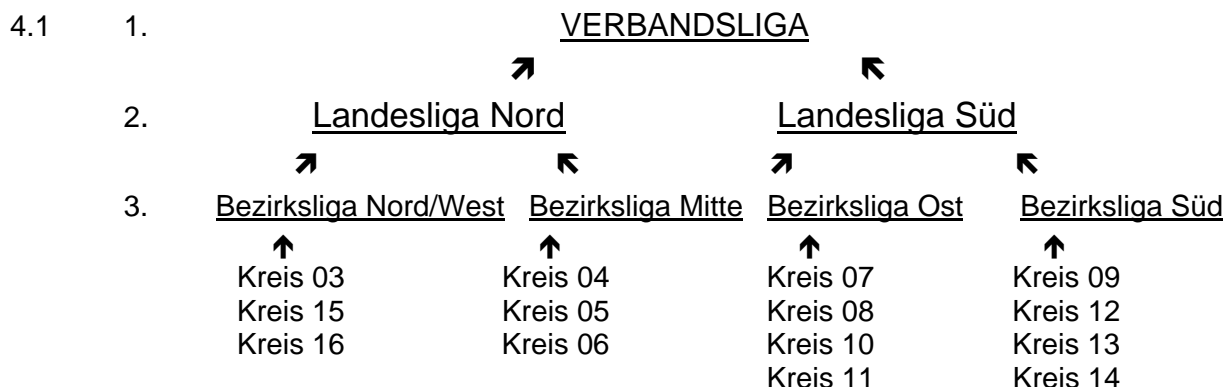 4.1 1. VERBANDSLIGA
2. Landesliga Nord Landesliga Süd
3. Bezirksliga Nord/West Bezirksliga Mitte Bezirksliga Ost Bezirksliga Süd
Kreis 03 Kreis 04 Kreis 07 Kreis 09
Kreis 15 Kreis 05 Kreis 08 Kreis 12
Kreis 16 Kreis 06 Kreis 10 Kreis 13
Kreis 11 Kreis 14